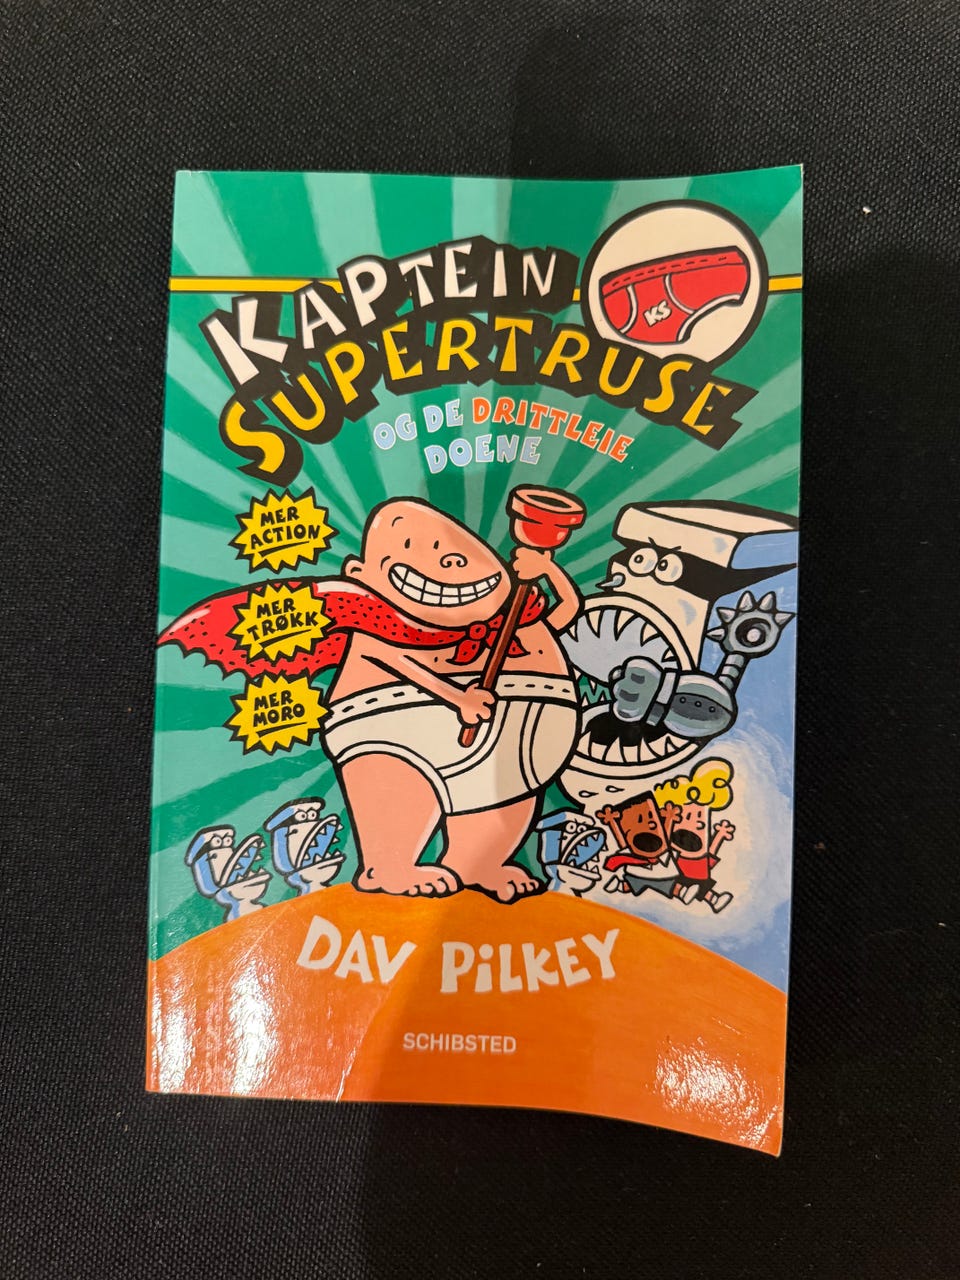 KAPTEIN
SUPERTRUSE
KS
OG DE DRITTLEIE
DOENE
MER
ACTION
MER
TRØKK
MER
MORO
DAV PILKEY
SCHIBSTED